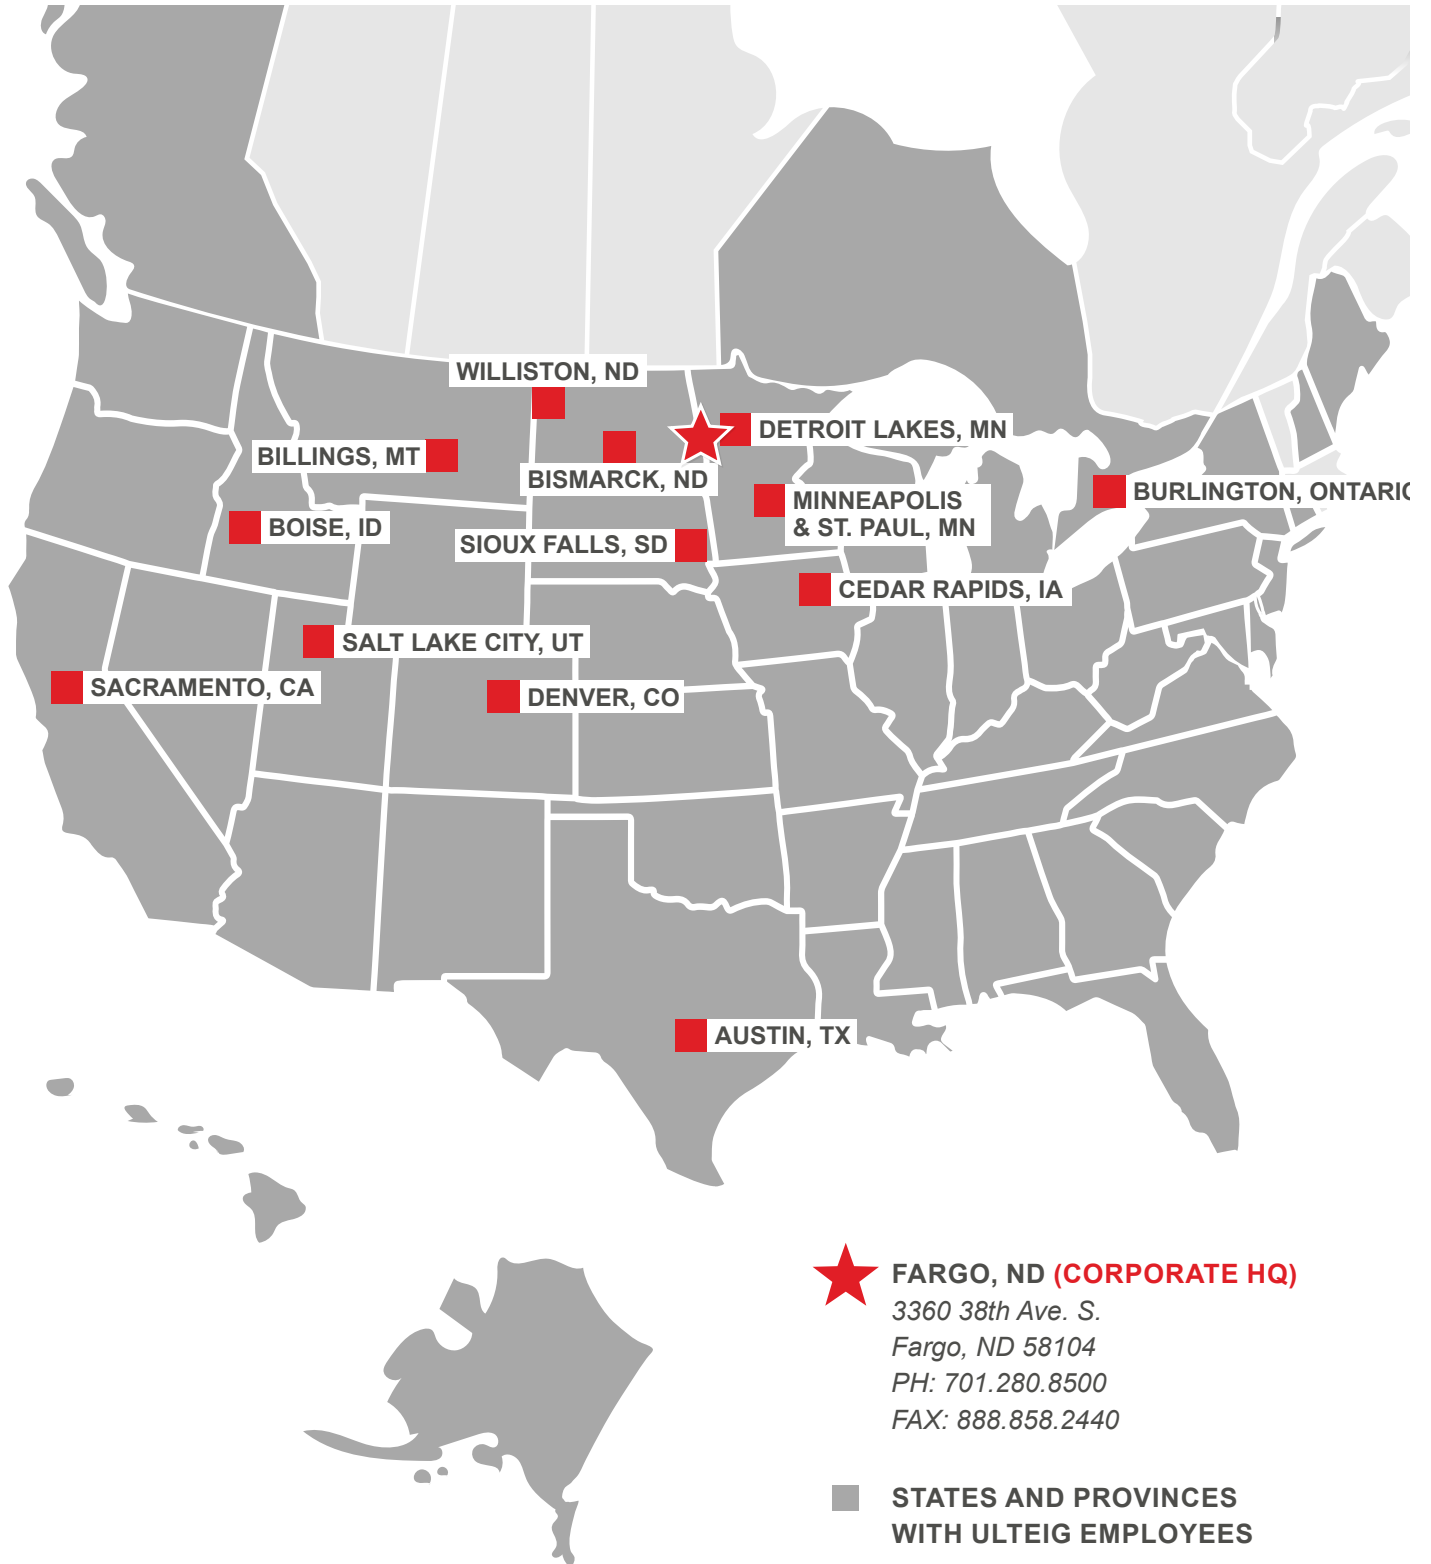 WILLISTON, ND
DETROIT LAKES, MN
BILLINGS, MT
BISMARCK, ND
MINNEAPOLIS
& ST. PAUL, MN
BURLINGTON, ONTARIO
BOISE, ID
SIOUX FALLS, SD
CEDAR RAPIDS, IA
SALT LAKE CITY, UT
SACRAMENTO, CA
DENVER, CO
AUSTIN, TX
FARGO, ND (CORPORATE HQ)
3360 38th Ave. S.
Fargo, ND 58104
PH: 701.280.8500
FAX: 888.858.2440
STATES AND PROVINCES
WITH ULTEIG EMPLOYEES